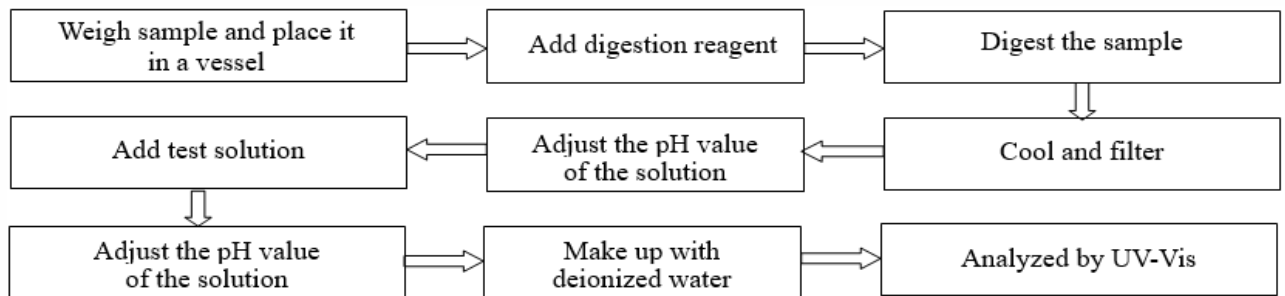 Weigh sample and place it
in a vessel
Add digestion reagent
Digest the sample
Add test solution
Adjust the pH value
of the solution
Cool and filter
Adjust the pH value
of the solution
Make up with
deionized water
Analyzed by UV-Vis